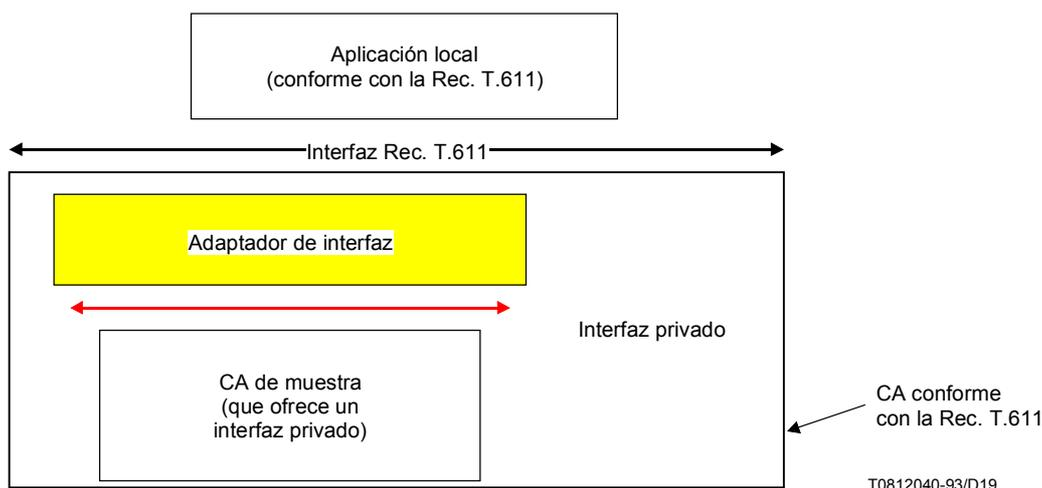 Aplicación local
(conforme con la Rec. T.611)
Interfaz Rec. T.611
Adaptador de interfaz
Interfaz privado
CA de muestra
(que ofrece un
interfaz privado)
CA conforme
con la Rec. T.611
T0812040-93/D19